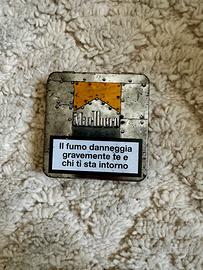 Marlboro
Il fumo danneggia
gravemente te e
chi ti sta intorno